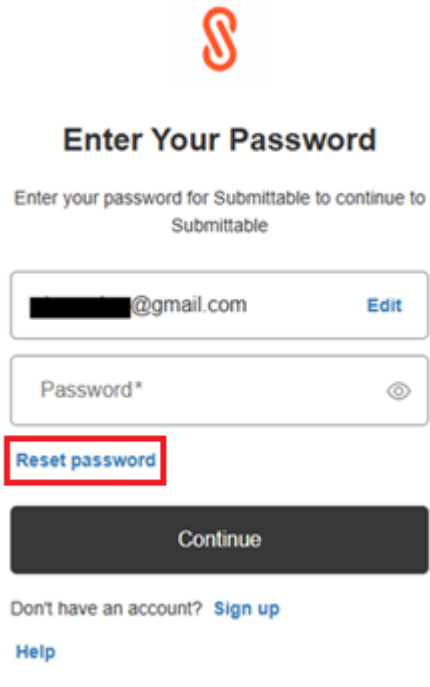 Enter Your Password
Enter your password for Submittable to continue to
Submittable
@gmail.com Edit
Password*
Reset password
Continue
Don't have an account? Sign up
Help